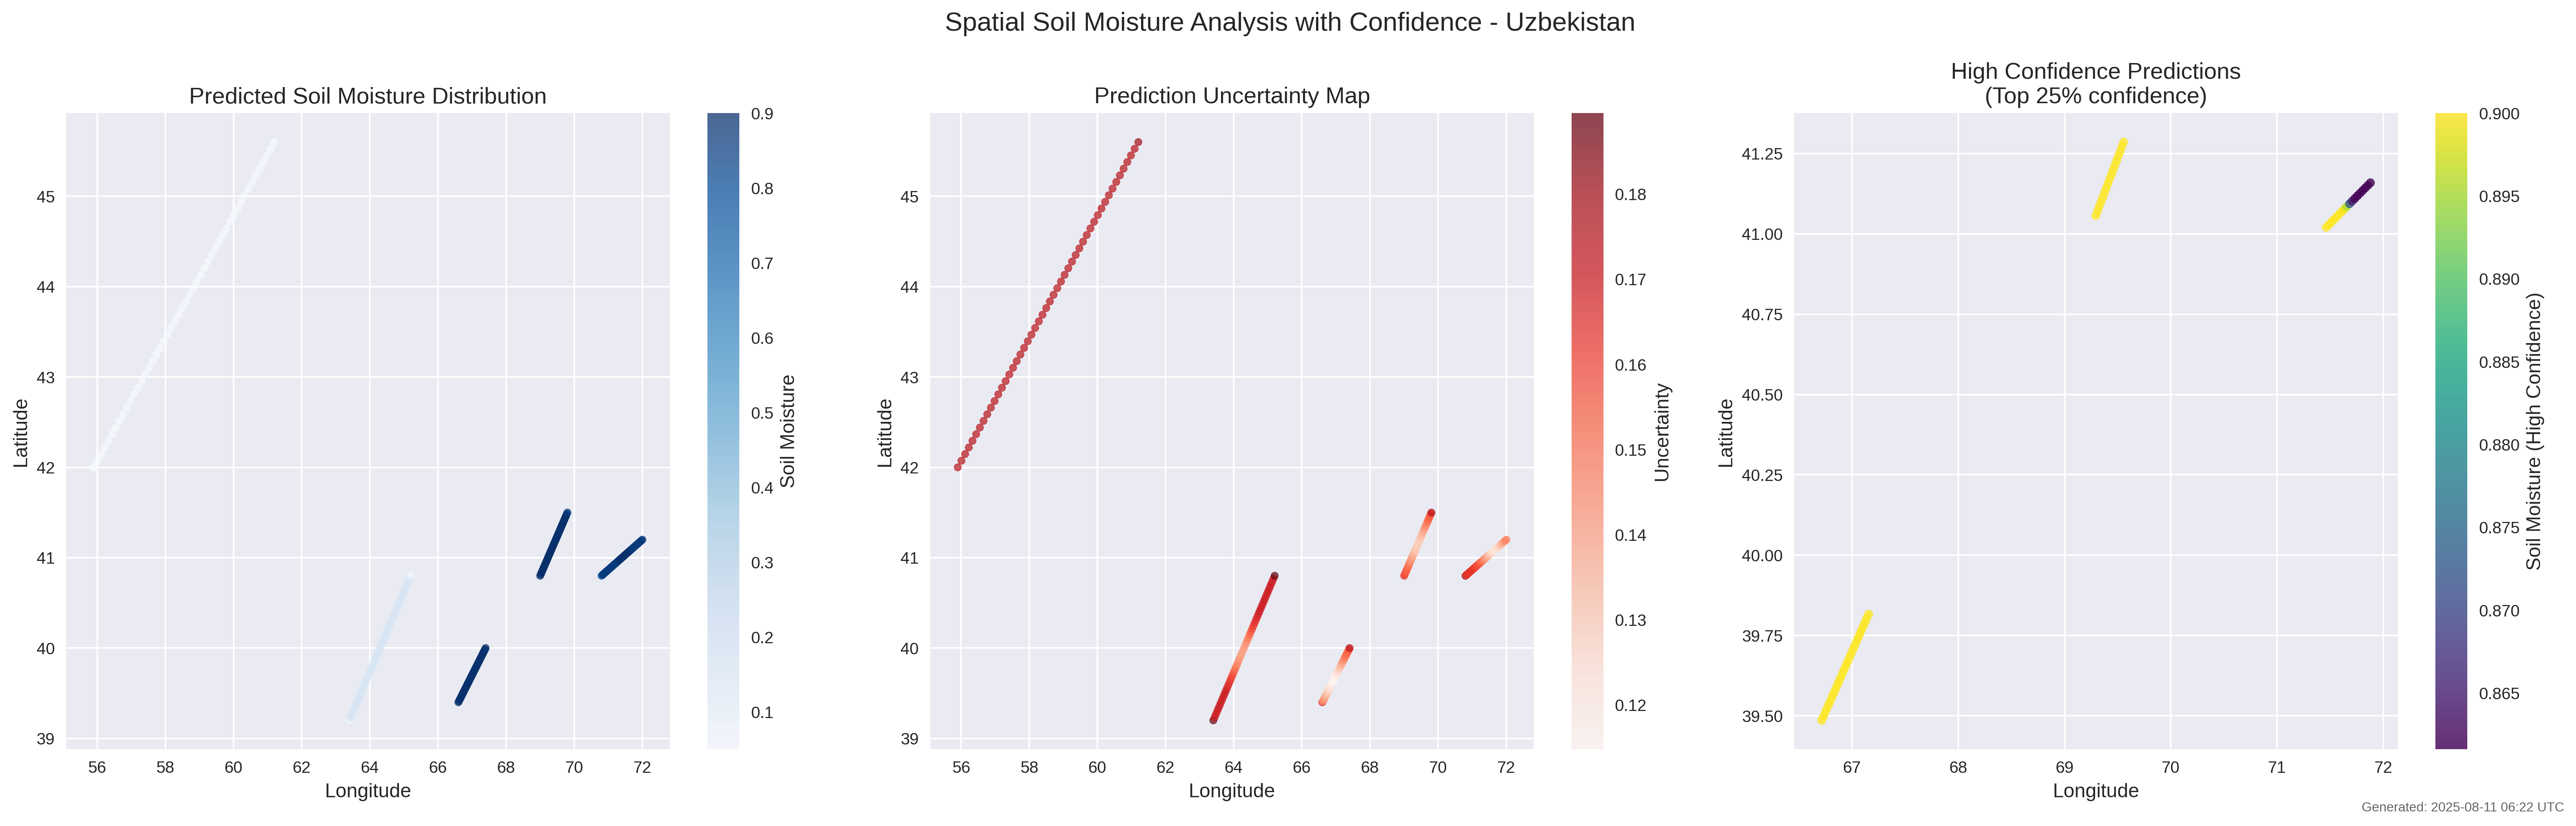 Spatial Soil Moisture Analysis with Confidence - Uzbekistan
Predicted Soil Moisture Distribution
45
44
43
42
41
40
39
Latitude
56 58 60 62 64 66 68 70 72
Longitude
0.9
0.8
0.7
0.6
0.5
0.4
0.3
0.2
0.1
Soil Moisture
Prediction Uncertainty Map
45
44
43
42
41
40
39
Latitude
56 58 60 62 64 66 68 70 72
Longitude
0.18
0.17
0.16
0.15
0.14
0.13
0.12
Uncertainty
High Confidence Predictions
(Top 25% confidence)
41.25
41.00
40.75
40.50
40.25
40.00
39.75
39.50
Latitude
67 68 69 70 71 72
Longitude
0.900
0.895
0.890
0.885
0.880
0.875
0.870
0.865
Soil Moisture (High Confidence)
Generated: 2025-08-11 06:22 UTC